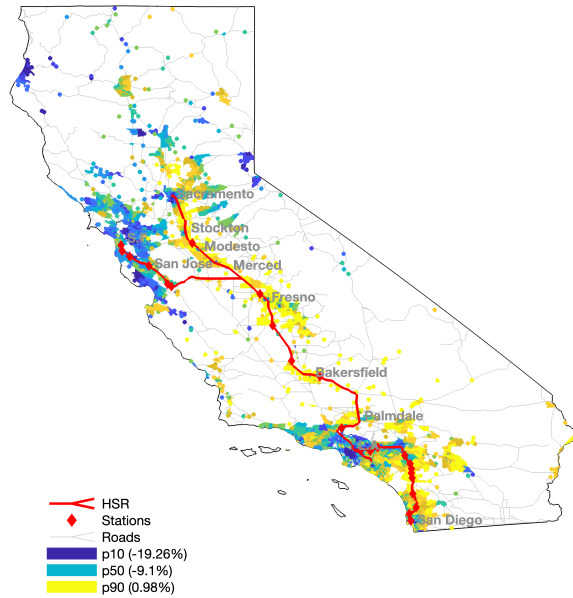 Sacramento
Stockton
Modesto
San Jose
Merced
Fresno
Bakersfield
Palmdale
San Diego
HSR
Stations
Roads
p10 (-19.26%)
p50 (-9.1%)
p90 (0.98%)